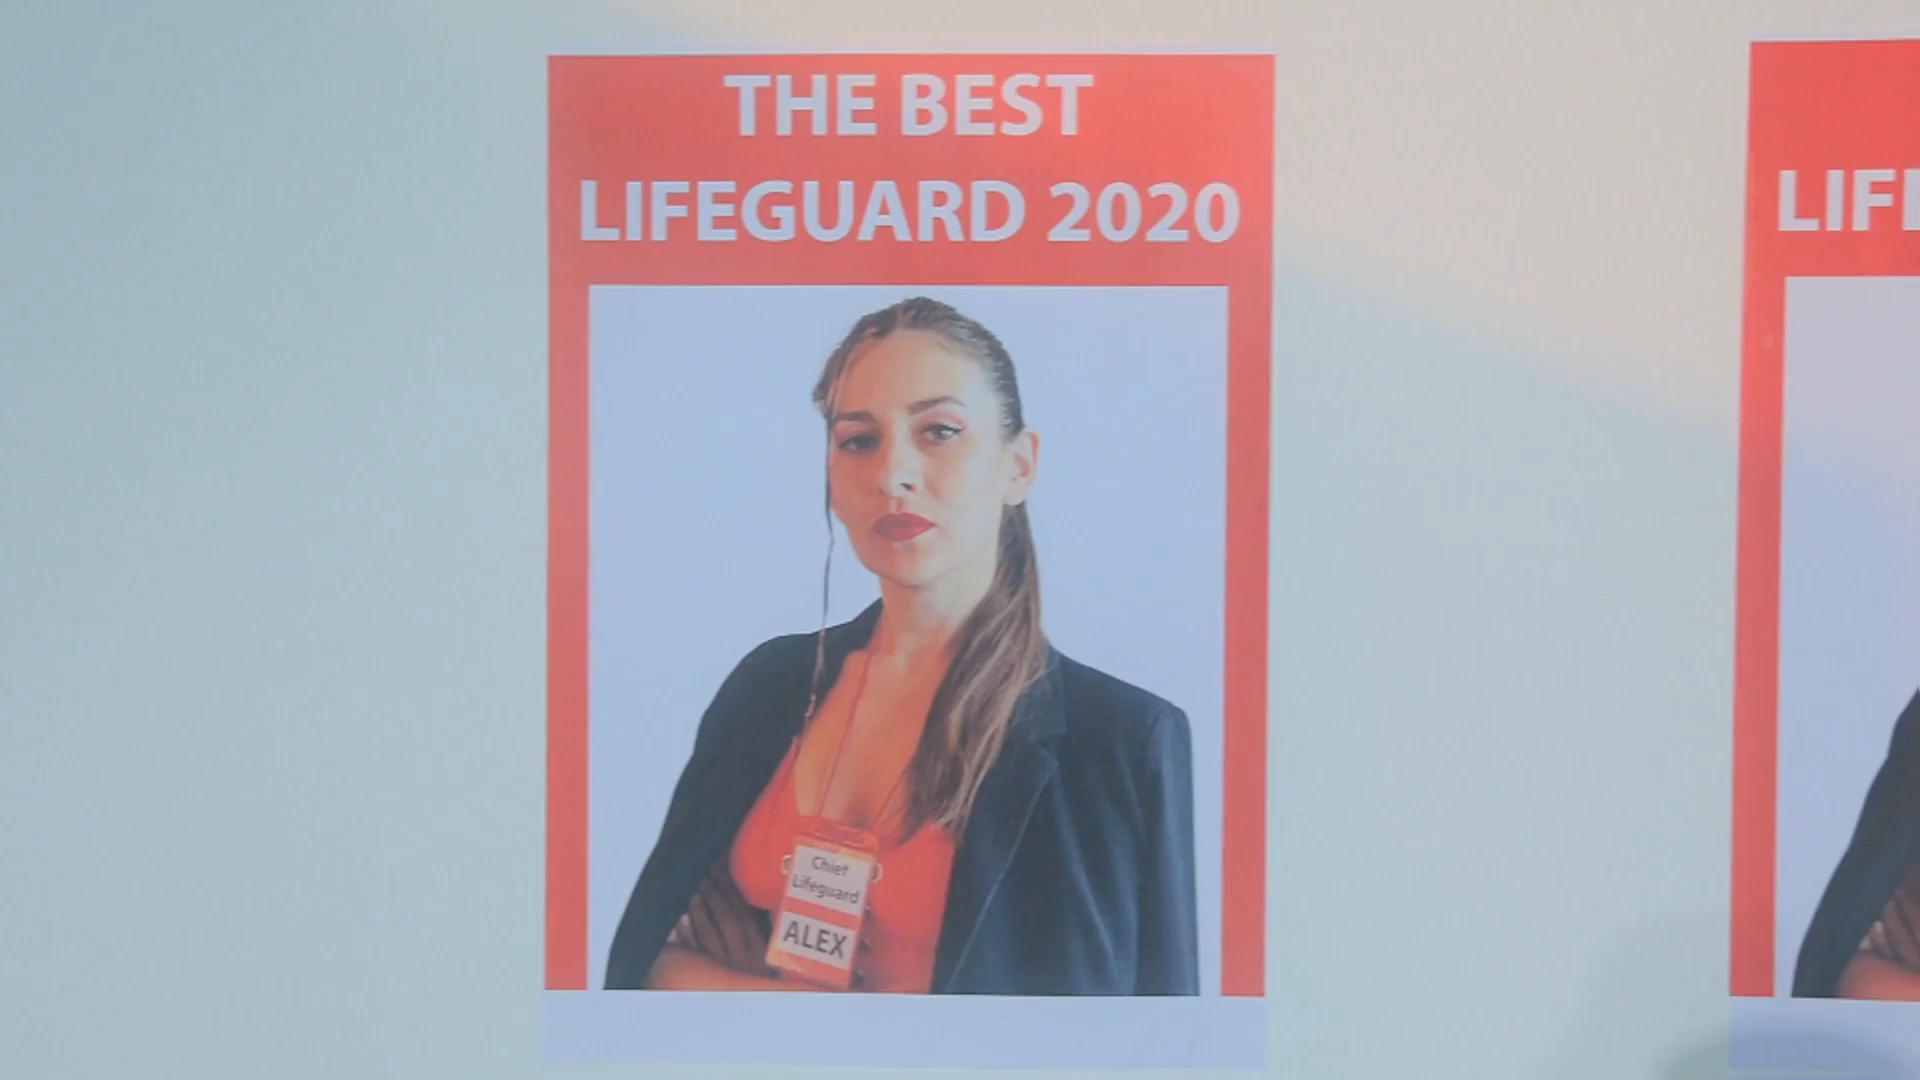 THE BEST
LIFEGUARD 2020
Chief
Lifeguard
ALEX